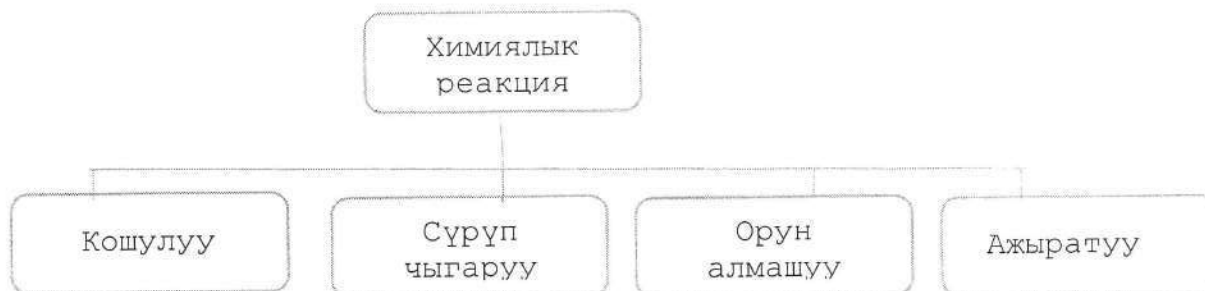 Химиялык
реакция
Кошулуу
Сүрүп
чыгаруу
Орун
алмашуу
Ажыратуу